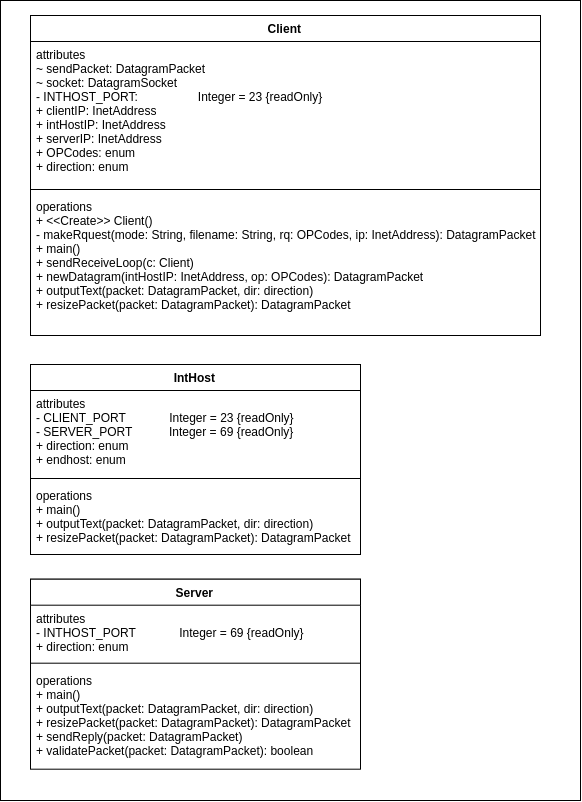 Client
attributes
~ sendPacket: DatagramPacket
~ socket: DatagramSocket
- INTHOST_PORT: Integer = 23 {readOnly}
+ clientIP: InetAddress
+ intHostIP: InetAddress
+ serverIP: InetAddress
+ OPCodes: enum
+ direction: enum
operations
+ <<Create>> Client()
- makeRquest(mode: String, filename: String, rq: OPCodes, ip: InetAddress): DatagramPacket
+ main()
+ sendReceiveLoop(c: Client)
+ newDatagram(intHostIP: InetAddress, op: OPCodes): DatagramPacket
+ outputText(packet: DatagramPacket, dir: direction)
+ resizePacket(packet: DatagramPacket): DatagramPacket
IntHost
attributes
- CLIENT_PORT Integer = 23 {readOnly}
- SERVER_PORT Integer = 69 {readOnly}
+ direction: enum
+ endhost: enum
operations
+ main()
+ outputText(packet: DatagramPacket, dir: direction)
+ resizePacket(packet: DatagramPacket): DatagramPacket
Server
attributes
- INTHOST_PORT Integer = 69 {readOnly}
+ direction: enum
operations
+ main()
+ outputText(packet: DatagramPacket, dir: direction)
+ resizePacket(packet: DatagramPacket): DatagramPacket
+ sendReply(packet: DatagramPacket)
+ validatePacket(packet: DatagramPacket): boolean